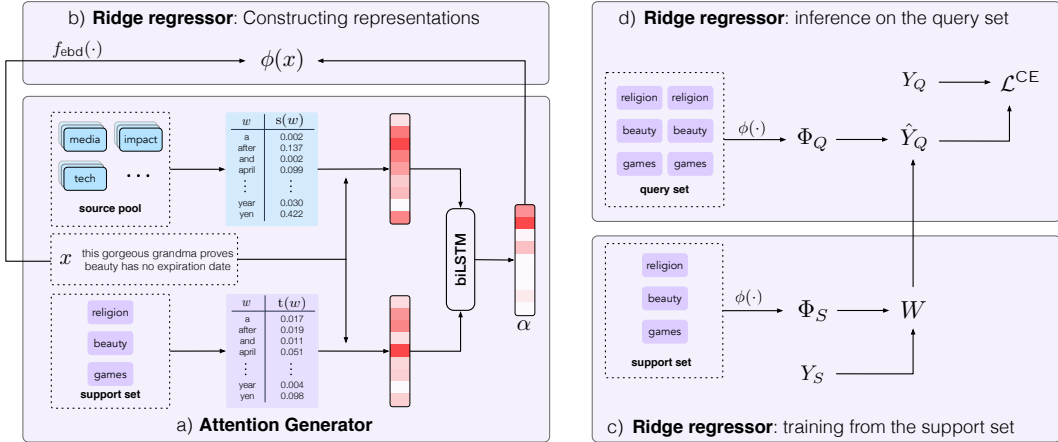 b) Ridge regressor: Constructing representations
f_ebd(·)
ϕ(x)
media
impact
tech
···
source pool
w s(w)
a 0.002
after 0.137
and 0.002
april 0.099
⋮ ⋮
year 0.030
yen 0.422
x this gorgeous grandma proves
beauty has no expiration date
religion
beauty
games
support set
w t(w)
a 0.017
after 0.019
and 0.011
april 0.051
⋮ ⋮
year 0.004
yen 0.098
biLSTM
α
a) Attention Generator
d) Ridge regressor: inference on the query set
religion religion
beauty beauty
games games
query set
ϕ(·)
Φ_Q
Ŷ_Q
Y_Q
ℒ^CE
religion
beauty
games
support set
ϕ(·)
Φ_S
W
Y_S
c) Ridge regressor: training from the support set